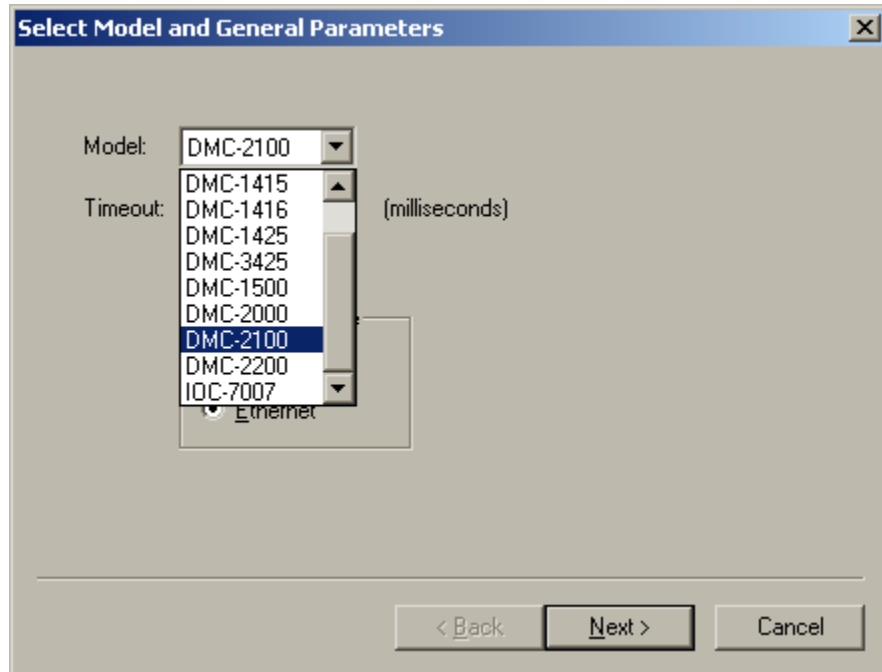 Select Model and General Parameters
Model: DMC-2100
DMC-1415
Timeout: DMC-1416 (milliseconds)
DMC-1425
DMC-3425
DMC-1500
DMC-2000
DMC-2100
DMC-2200
IOC-7007
Ethernet
< Back Next > Cancel